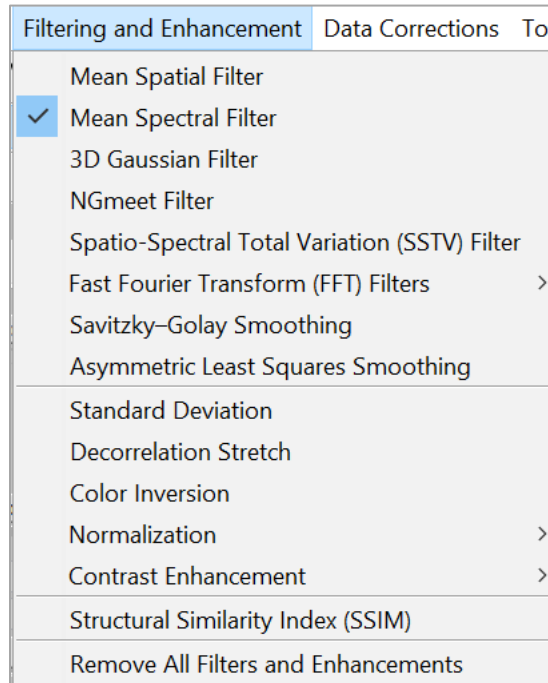 Filtering and Enhancement Data Corrections To
Mean Spatial Filter
Mean Spectral Filter
3D Gaussian Filter
NGmeet Filter
Spatio-Spectral Total Variation (SSTV) Filter
Fast Fourier Transform (FFT) Filters
Savitzky–Golay Smoothing
Asymmetric Least Squares Smoothing
Standard Deviation
Decorrelation Stretch
Color Inversion
Normalization
Contrast Enhancement
Structural Similarity Index (SSIM)
Remove All Filters and Enhancements